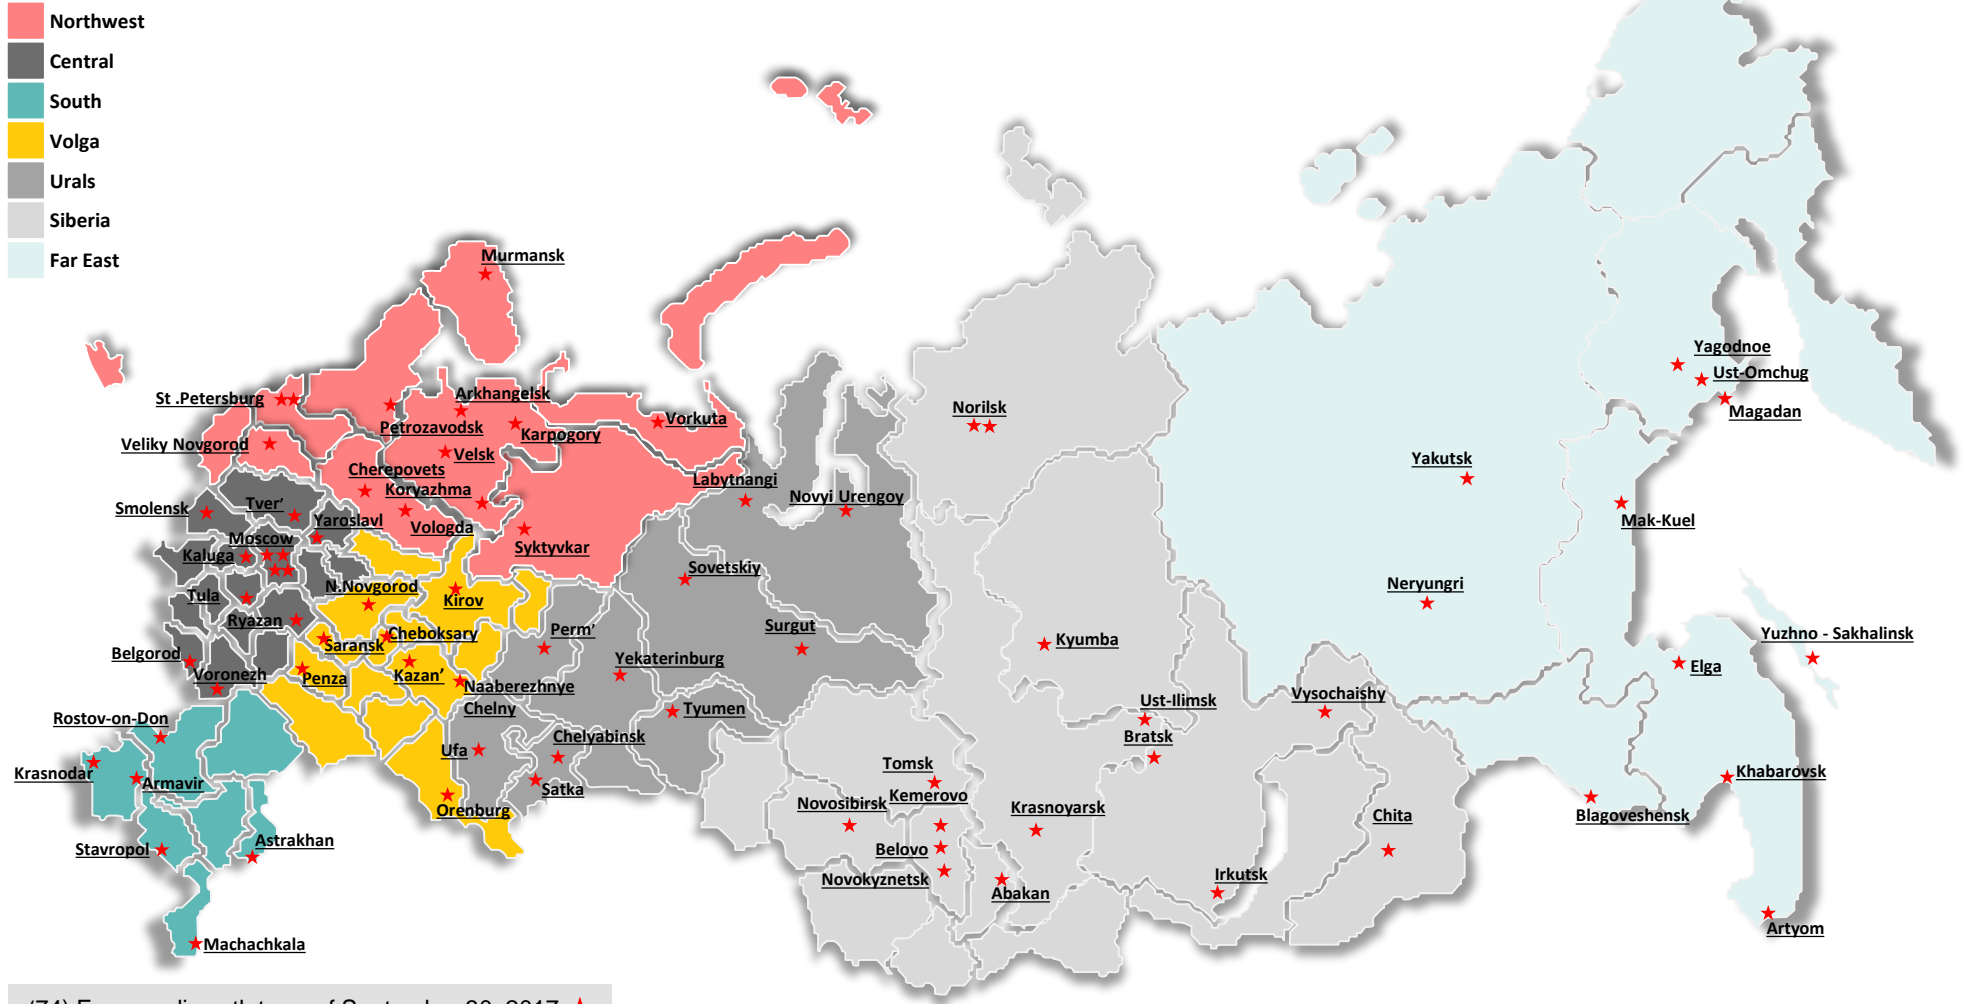 Northwest
Central
South
Volga
Urals
Siberia
Far East
Murmansk
St .Petersburg
Arkhangelsk
Petrozavodsk
Karpogory
Vorkuta
Veliky Novgorod
Velsk
Cherepovets
Koryazhma
Labytnangi
Novyi Urengoy
Norilsk
Yagodnoe
Ust-Omchug
Magadan
Yakutsk
Mak-Kuel
Smolensk
Tver’
Yaroslavl
Vologda
Moscow
Kaluga
Syktyvkar
Sovetskiy
N.Novgorod
Kirov
Tula
Ryazan
Neryungri
Cheboksary
Saransk
Perm’
Surgut
Kyumba
Yuzhno - Sakhalinsk
Belgorod
Voronezh
Penza
Kazan’
Yekaterinburg
Elga
Naaberezhnye
Chelny
Tyumen
Ust-Ilimsk
Vysochaishy
Rostov-on-Don
Ufa
Chelyabinsk
Bratsk
Krasnodar
Armavir
Satka
Tomsk
Kemerovo
Khabarovsk
Orenburg
Novosibirsk
Krasnoyarsk
Chita
Blagoveshensk
Stavropol
Astrakhan
Belovo
Novokyznetsk
Abakan
Irkutsk
Artyom
Machachkala